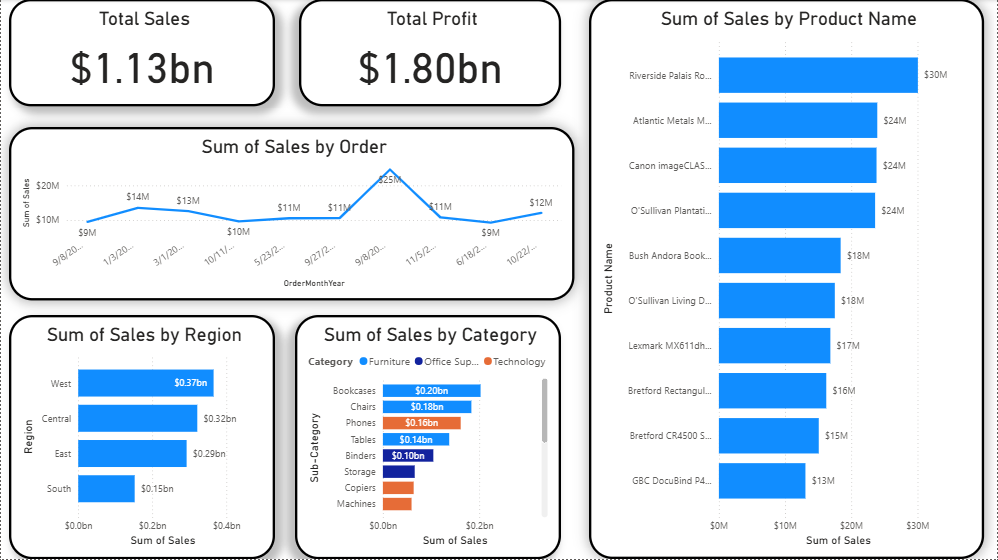 Total Sales
$1.13bn
Total Profit
$1.80bn
Sum of Sales by Order
Sum of Sales
$20M
$10M
$9M
$14M
$13M
$10M
$11M
$11M
$25M
$11M
$9M
$12M
9/8/20...
1/3/20...
3/1/20...
10/11/...
5/23/2...
9/27/2...
9/8/20...
11/5/2...
6/18/2...
10/22/...
OrderMonthYear
Sum of Sales by Region
Region
West $0.37bn
Central $0.32bn
East $0.29bn
South $0.15bn
$0.0bn $0.2bn $0.4bn
Sum of Sales
Sum of Sales by Category
Category Furniture Office Sup... Technology
Sub-Category
Bookcases $0.20bn
Chairs $0.18bn
Phones $0.16bn
Tables $0.14bn
Binders $0.10bn
Storage
Copiers
Machines
$0.0bn $0.2bn
Sum of Sales
Sum of Sales by Product Name
Product Name
Riverside Palais Ro... $30M
Atlantic Metals M... $24M
Canon imageCLAS... $24M
O'Sullivan Plantati... $24M
Bush Andora Book... $18M
O'Sullivan Living D... $18M
Lexmark MX611dh... $17M
Bretford Rectangul... $16M
Bretford CR4500 S... $15M
GBC DocuBind P4... $13M
$0M $10M $20M $30M
Sum of Sales